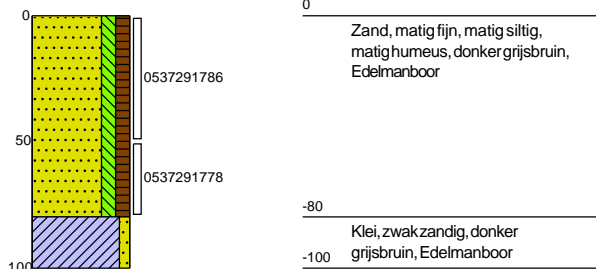 0
0537291786
50
0537291778
100
0
Zand, matig fijn, matig siltig,
matig humeus, donker grijsbruin,
Edelmanboor
-80
Klei, zwak zandig, donker
grijsbruin, Edelmanboor
-100